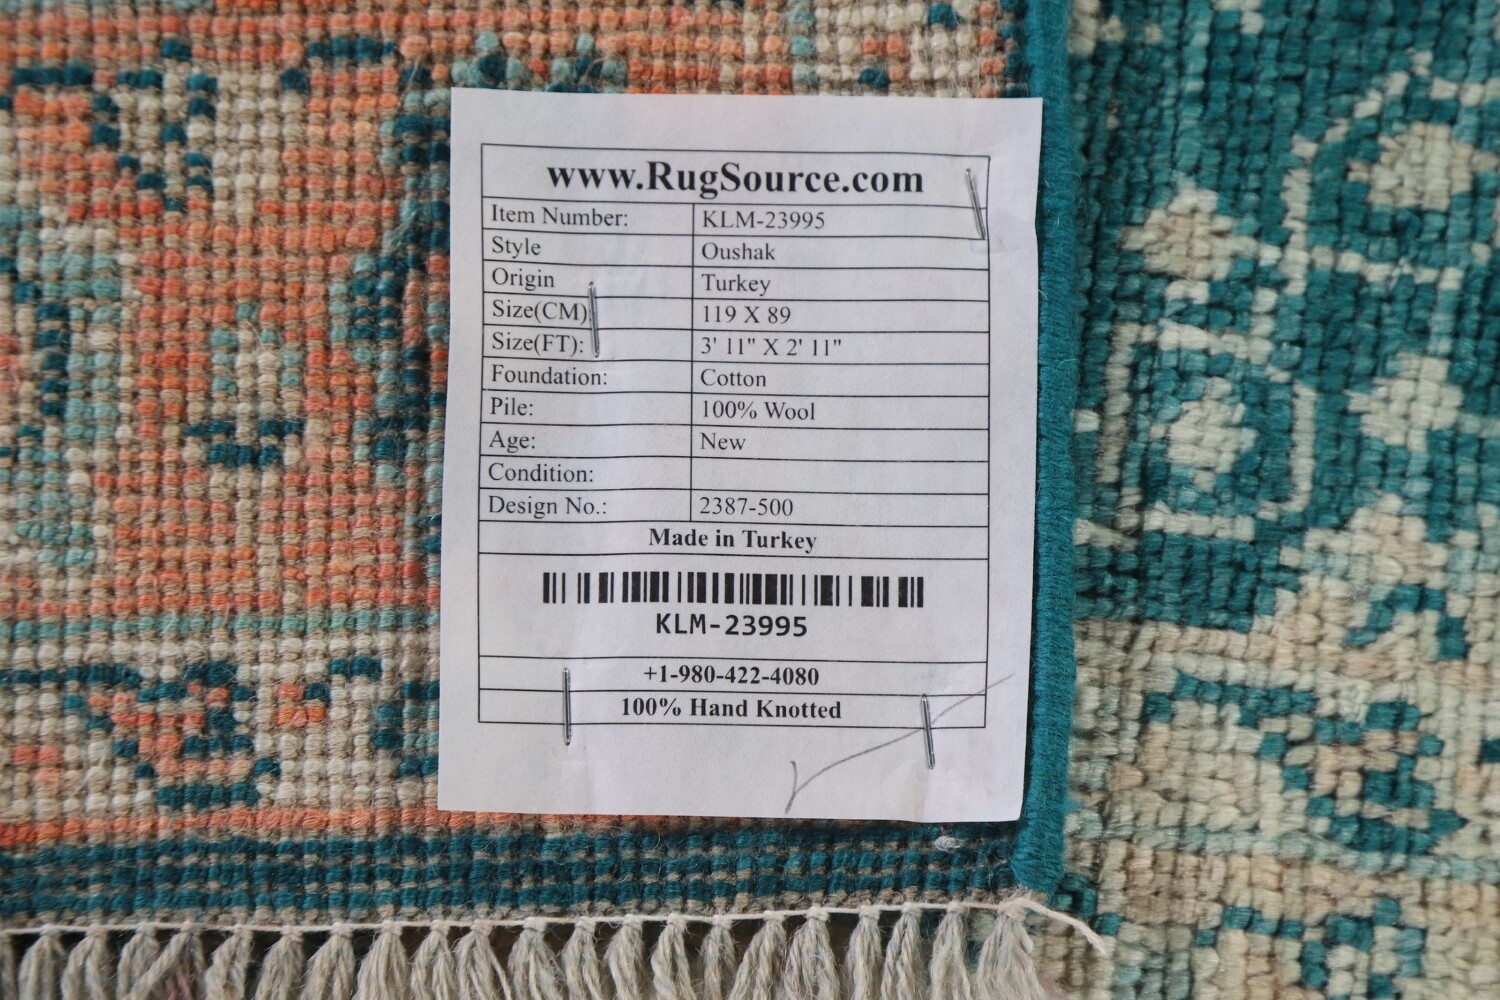 www.RugSource.com
Item Number: KLM-23995
Style Oushak
Origin Turkey
Size(CM) 119 X 89
Size(FT): 3' 11" X 2' 11"
Foundation: Cotton
Pile: 100% Wool
Age: New
Condition:
Design No.: 2387-500
Made in Turkey
KLM-23995
+1-980-422-4080
100% Hand Knotted